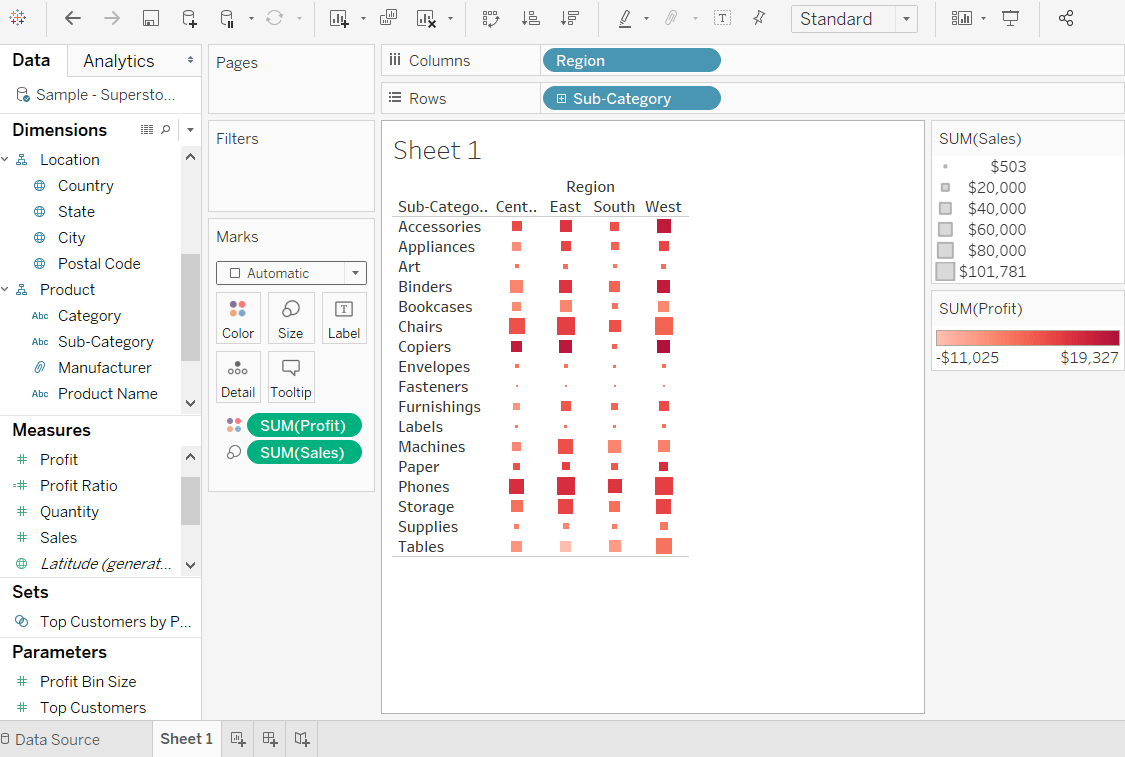 Standard
Data
Analytics
Sample - Supersto...
Dimensions
Location
Country
State
City
Postal Code
Product
Abc Category
Abc Sub-Category
Manufacturer
Abc Product Name
Measures
# Profit
=# Profit Ratio
# Quantity
# Sales
Latitude (generat...
Sets
Top Customers by P...
Parameters
# Profit Bin Size
# Top Customers
Pages
Filters
Marks
Automatic
Color Size T Label
Detail Tooltip
SUM(Profit)
SUM(Sales)
Columns Region
Rows Sub-Category
Sheet 1
Region
Sub-Catego.. Cent.. East South West
Accessories
Appliances
Art
Binders
Bookcases
Chairs
Copiers
Envelopes
Fasteners
Furnishings
Labels
Machines
Paper
Phones
Storage
Supplies
Tables
SUM(Sales)
$503
$20,000
$40,000
$60,000
$80,000
$101,781
SUM(Profit)
-$11,025 $19,327
Data Source Sheet 1